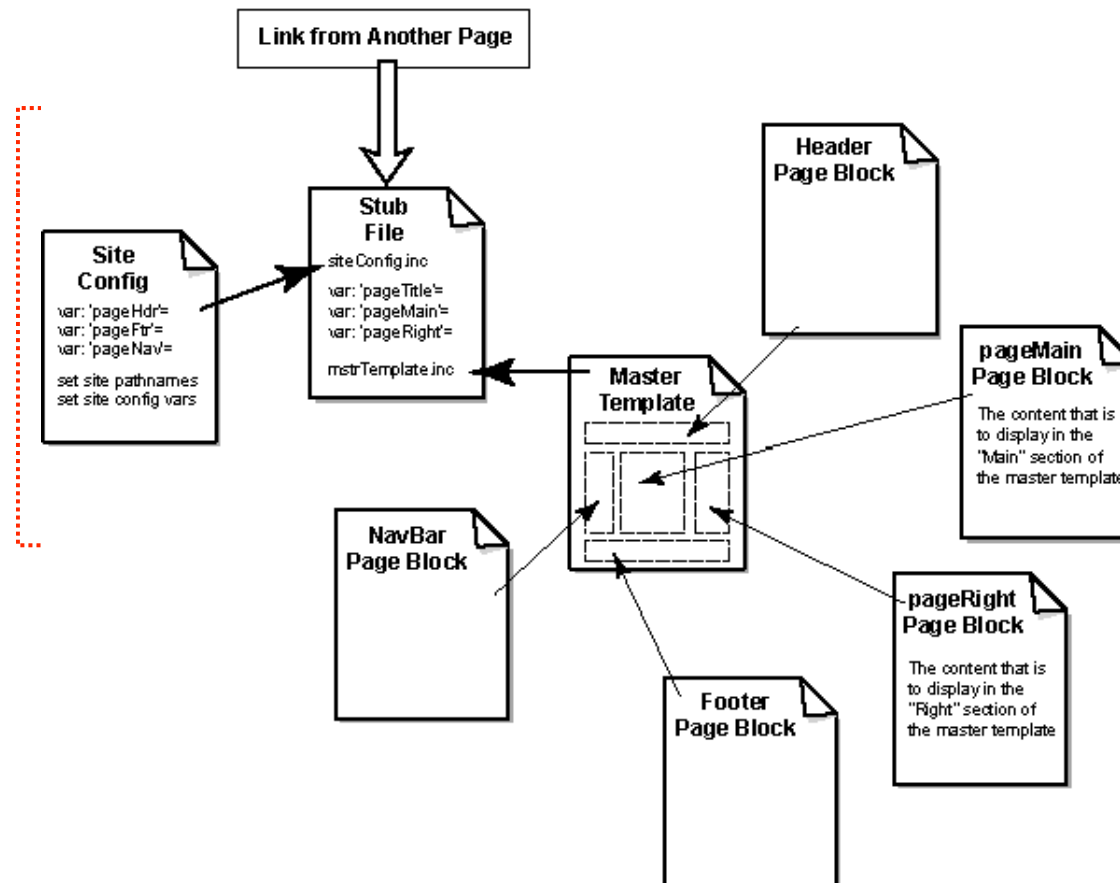 Link from Another Page
Header
Page Block
Stub
File
siteConfig.inc
var: 'pageTitle'=
var: 'pageMain'=
var: 'pageRight'=
mstrTemplate.inc
Site
Config
var: 'pageHdr'=
var: 'pageFtr'=
var: 'pageNav'=
set site pathnames
set site config vars
Master
Template
pageMain
Page Block
The content that is
to display in the
"Main" section of
the master template
NavBar
Page Block
pageRight
Page Block
The content that is
to display in the
"Right" section of
the master template
Footer
Page Block